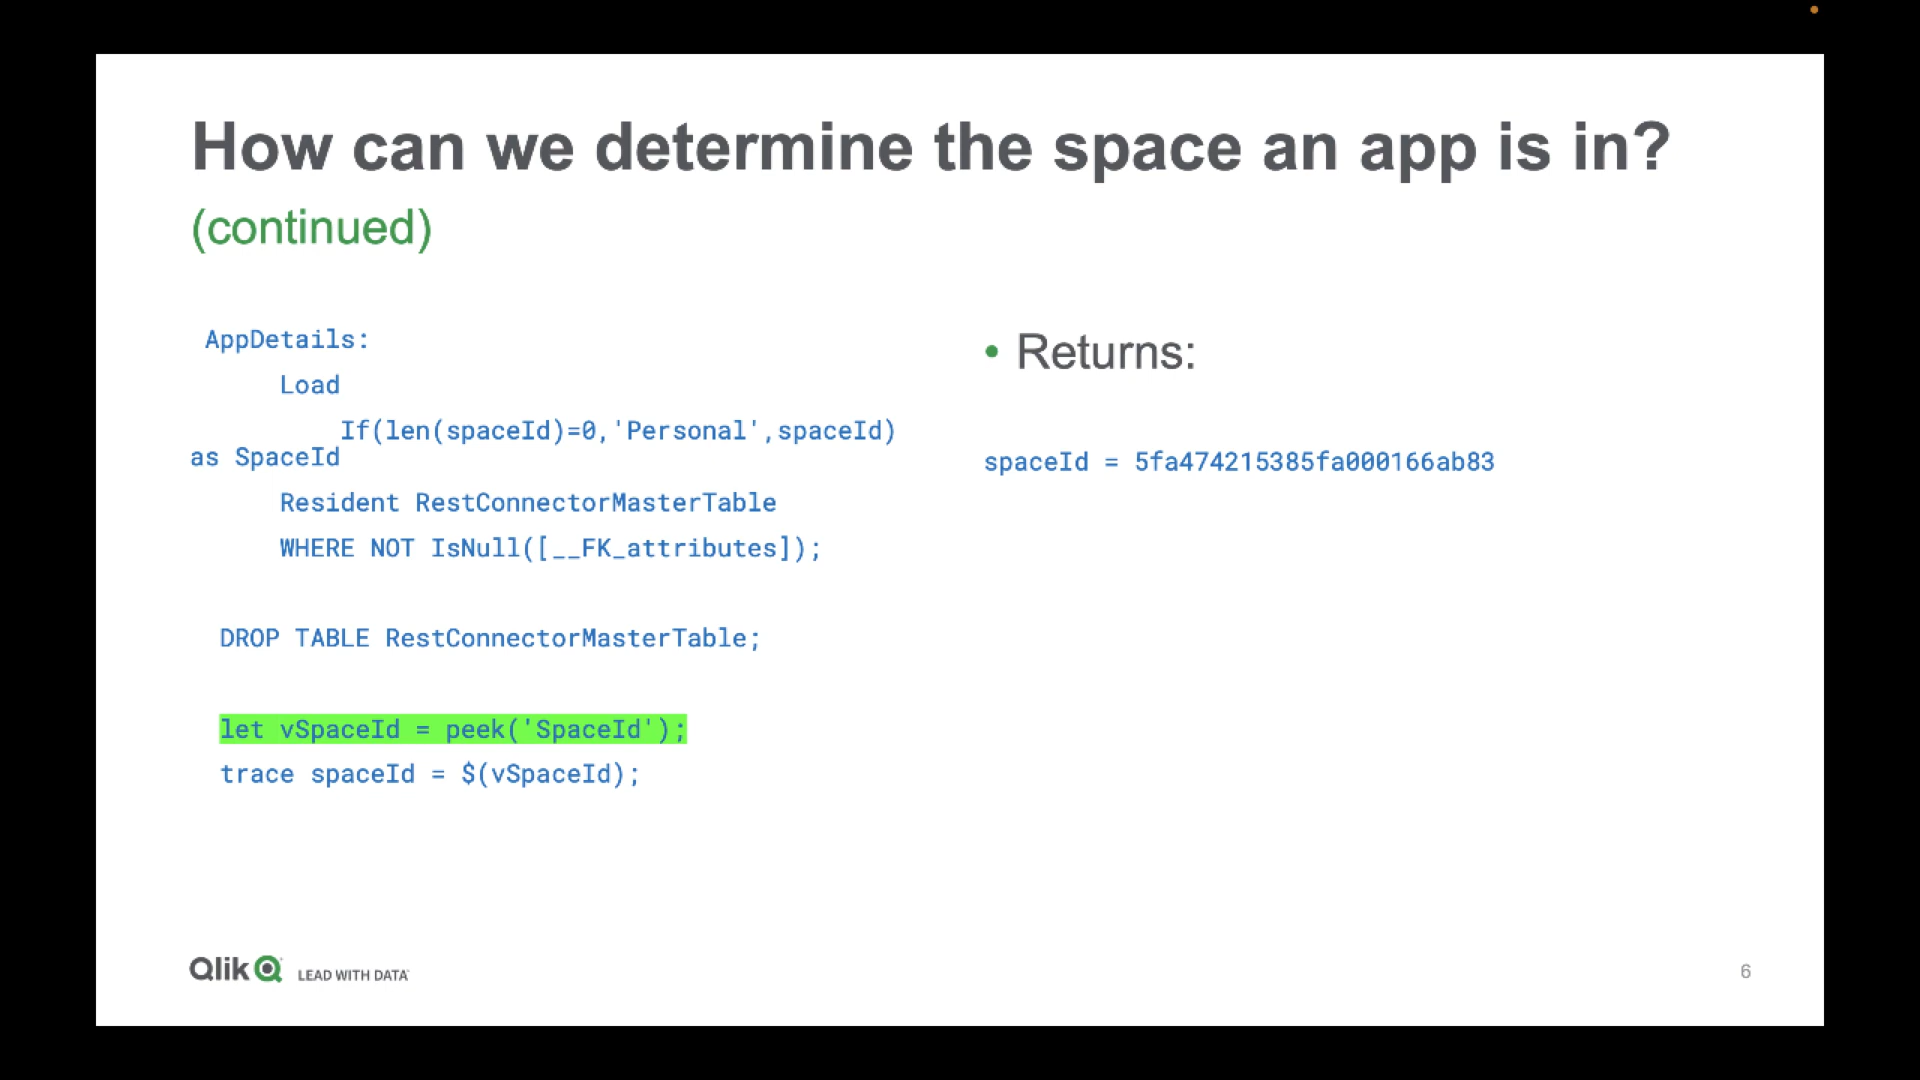 How can we determine the space an app is in?
(continued)
AppDetails:
Load
If(len(spaceId)=0,'Personal',spaceId)
as SpaceId
Resident RestConnectorMasterTable
WHERE NOT IsNull([__FK_attributes]);
DROP TABLE RestConnectorMasterTable;
let vSpaceId = peek('SpaceId');
trace spaceId = $(vSpaceId);
• Returns:
spaceId = 5fa474215385fa000166ab83
Qlik LEAD WITH DATA
6